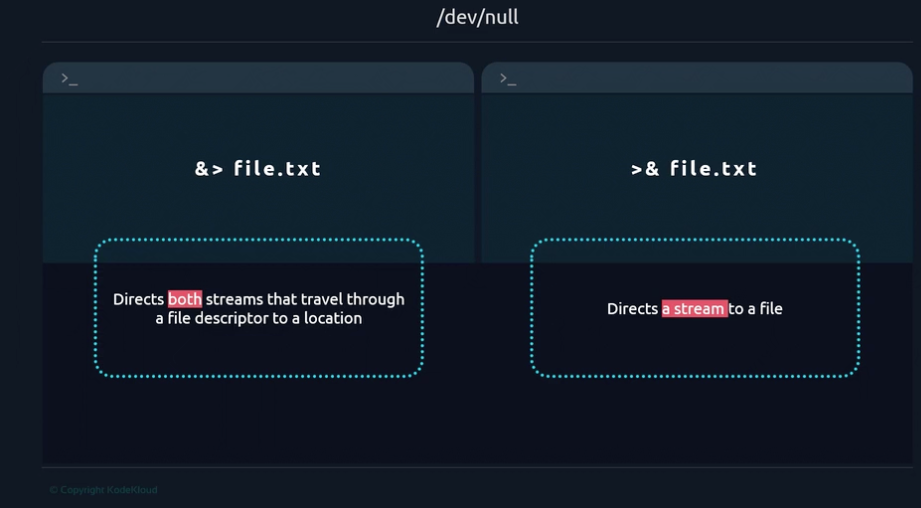 /dev/null
>_
>_
&> file.txt
>& file.txt
Directs both streams that travel through
a file descriptor to a location
Directs a stream to a file
© Copyright KodeKloud